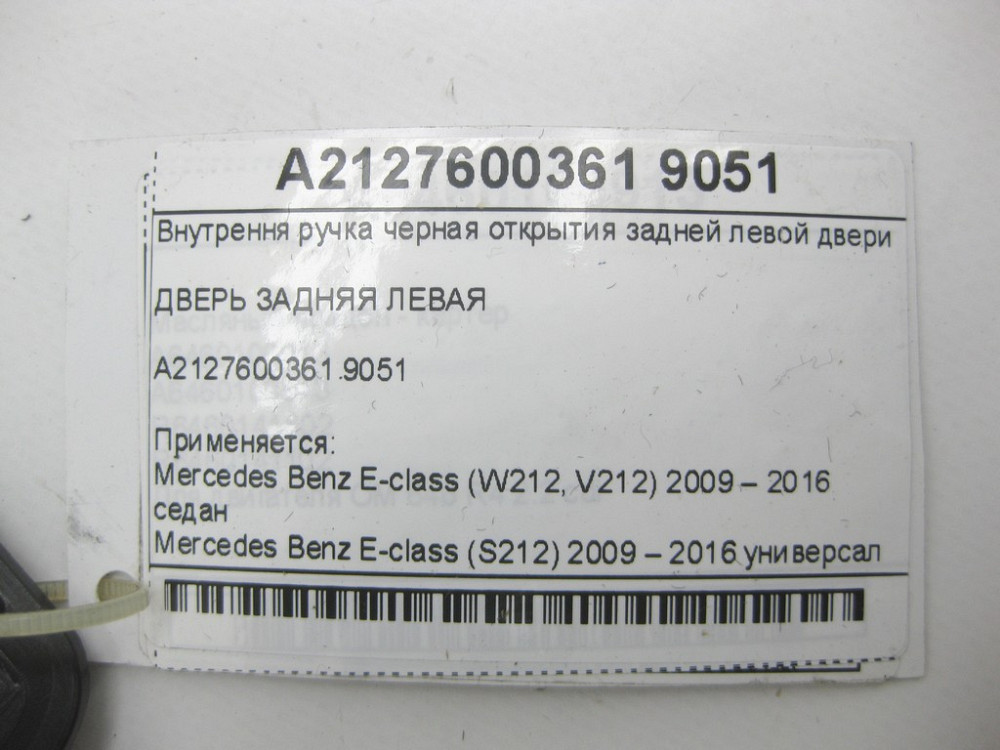 A2127600361 9051
Внутрення ручка черная открытия задней левой двери
ДВЕРЬ ЗАДНЯЯ ЛЕВАЯ
A2127600361.9051
Применяется:
Mercedes Benz E-class (W212, V212) 2009 – 2016
седан
Mercedes Benz E-class (S212) 2009 – 2016 универсал